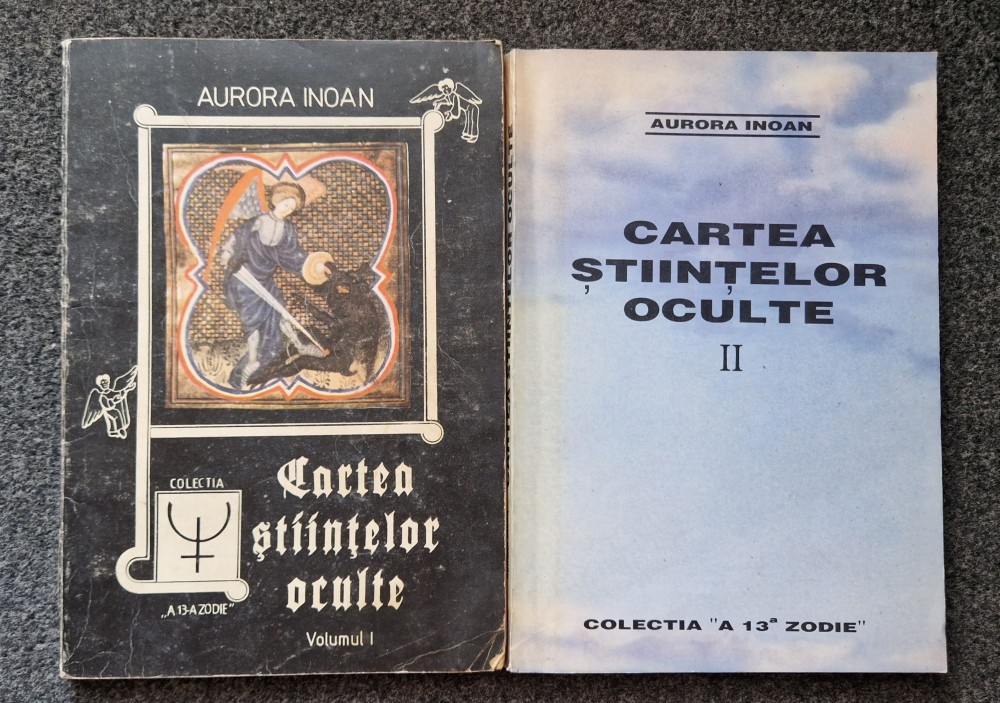 AURORA INOAN
COLECTIA
„A 13-A ZODIE”
Cartea
științelor
oculte
Volumul I
AURORA INOAN
CARTEA
ȘTIINȚELOR
OCULTE
II
COLECTIA "A 13ª ZODIE"